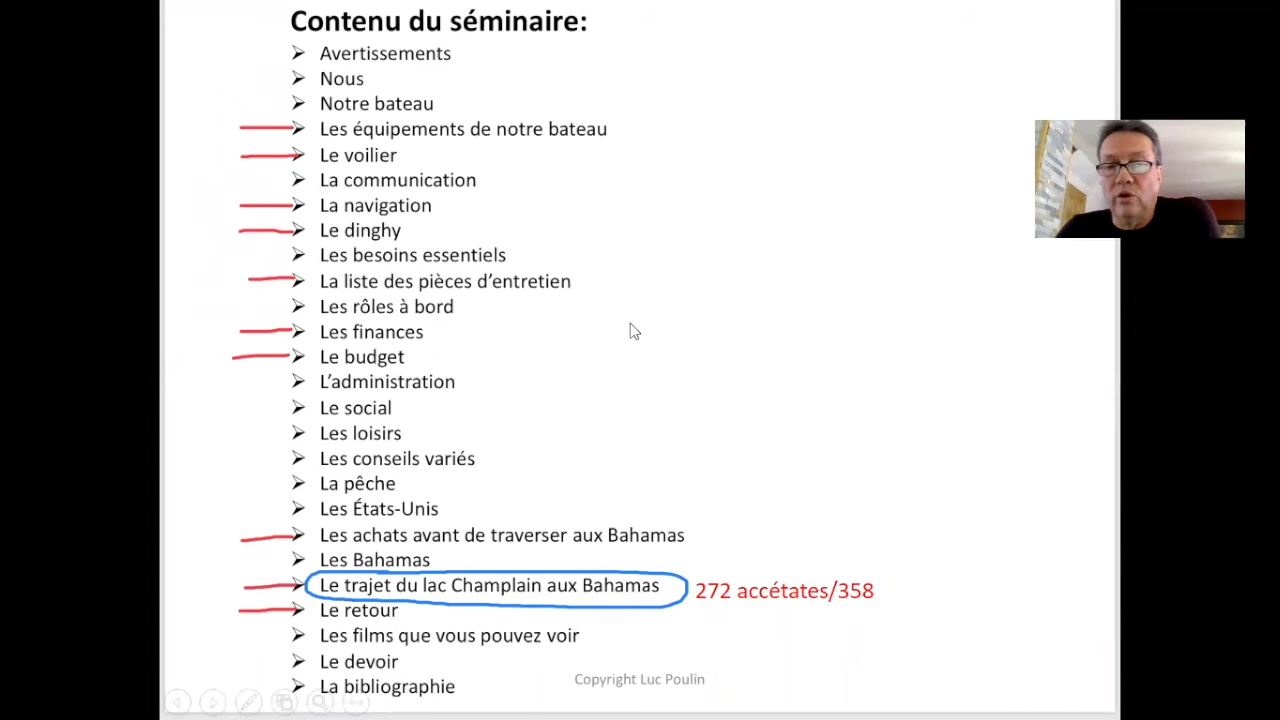 Contenu du séminaire:
Avertissements
Nous
Notre bateau
Les équipements de notre bateau
Le voilier
La communication
La navigation
Le dinghy
Les besoins essentiels
La liste des pièces d’entretien
Les rôles à bord
Les finances
Le budget
L’administration
Le social
Les loisirs
Les conseils variés
La pêche
Les États-Unis
Les achats avant de traverser aux Bahamas
Les Bahamas
Le trajet du lac Champlain aux Bahamas 272 accétates/358
Le retour
Les films que vous pouvez voir
Le devoir
La bibliographie
Copyright Luc Poulin